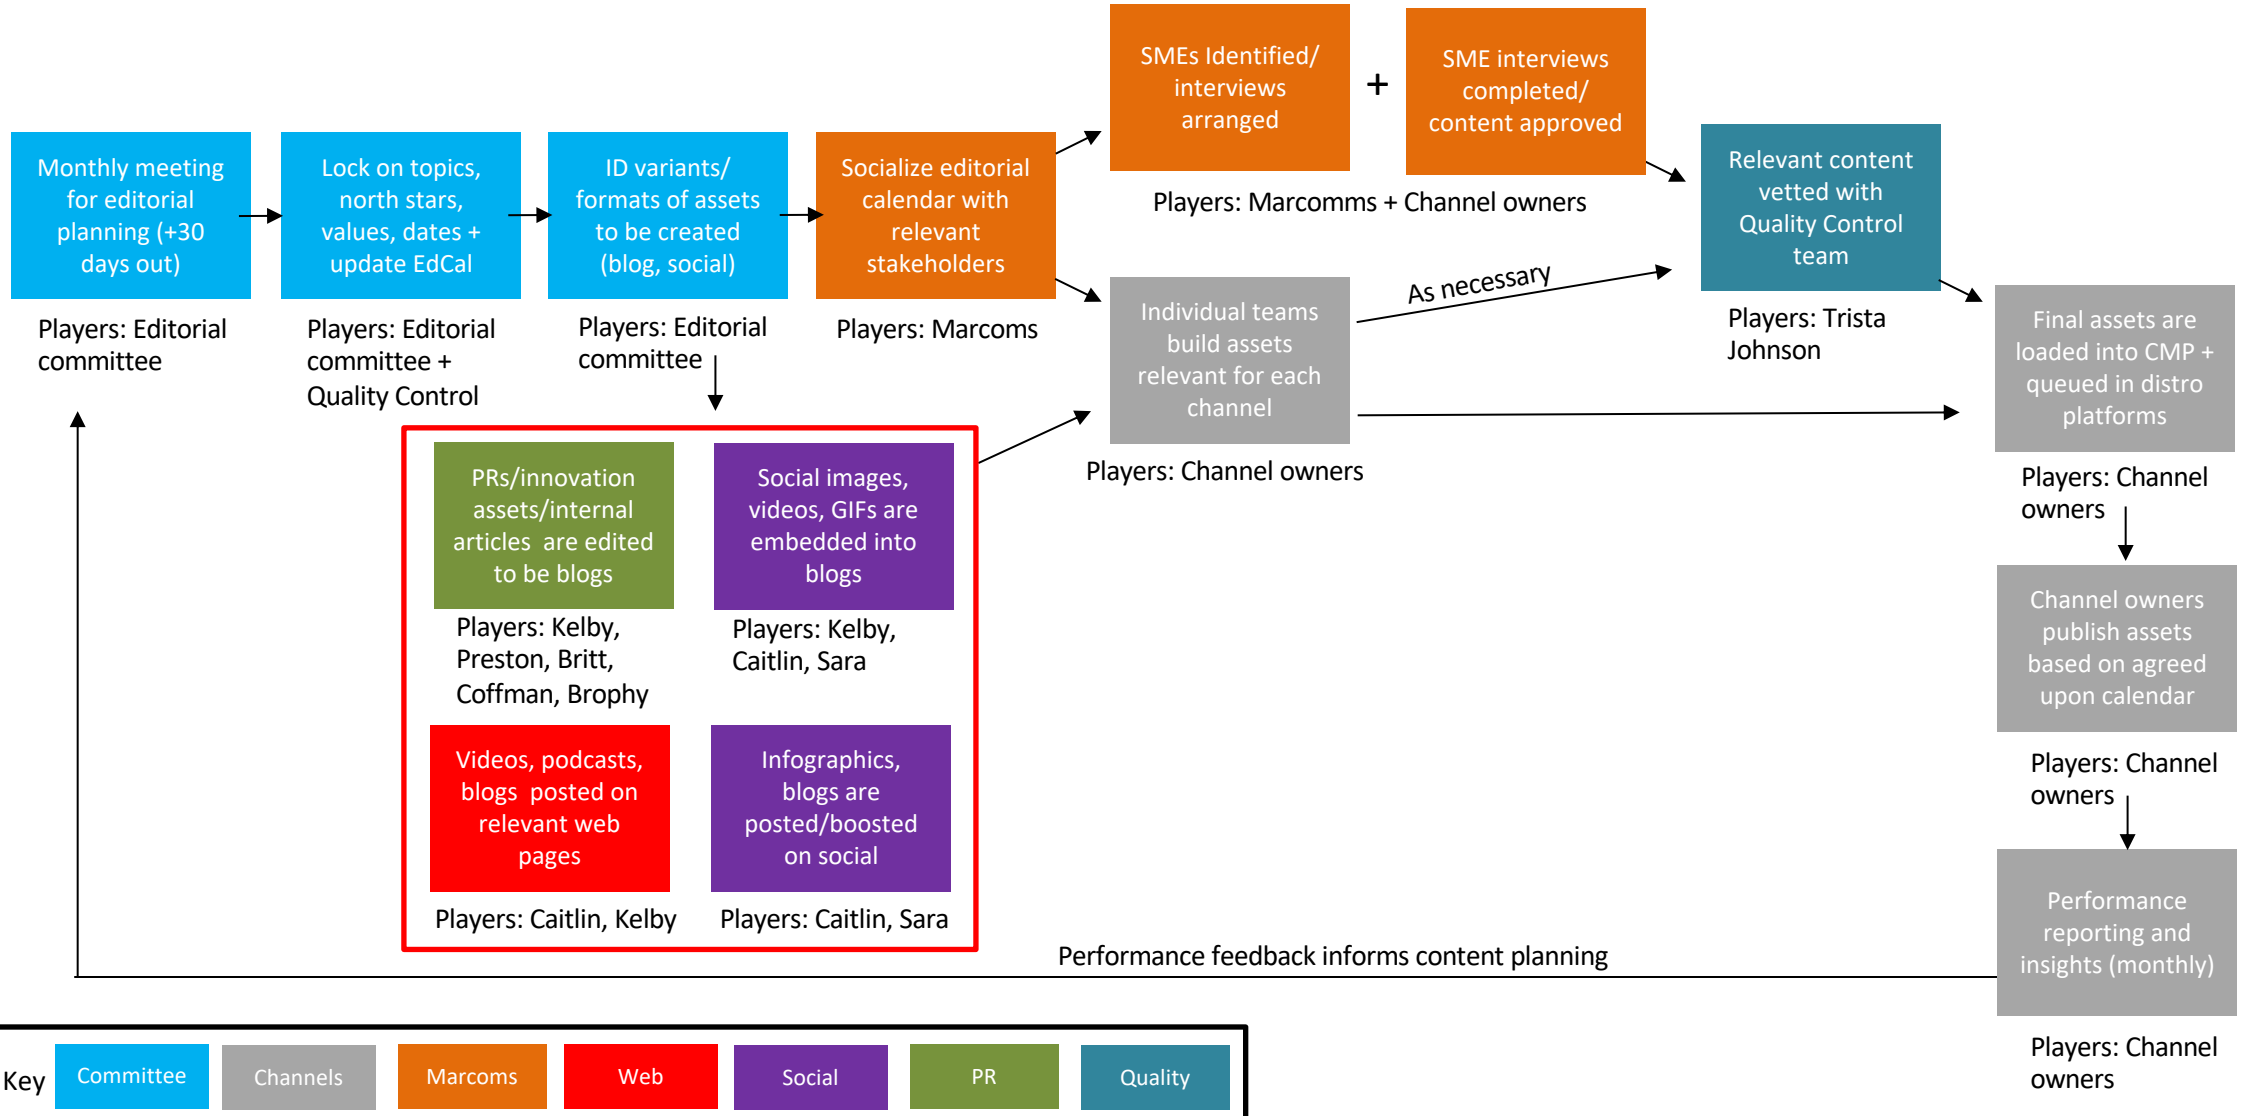 SMEs Identified/
interviews
arranged
+
SME interviews
completed/
content approved
Players: Marcomms + Channel owners
Monthly meeting
for editorial
planning (+30
days out)
Players: Editorial
committee
Lock on topics,
north stars,
values, dates +
update EdCal
Players: Editorial
committee +
Quality Control
ID variants/
formats of assets
to be created
(blog, social)
Players: Editorial
committee
Socialize editorial
calendar with
relevant
stakeholders
Players: Marcoms
Individual teams
build assets
relevant for each
channel
Players: Channel owners
As necessary
Relevant content
vetted with
Quality Control
team
Players: Trista
Johnson
Final assets are
loaded into CMP +
queued in distro
platforms
Players: Channel
owners
PRs/innovation
assets/internal
articles  are edited
to be blogs
Players: Kelby,
Preston, Britt,
Coffman, Brophy
Social images,
videos, GIFs are
embedded into
blogs
Players: Kelby,
Caitlin, Sara
Videos, podcasts,
blogs  posted on
relevant web
pages
Players: Caitlin, Kelby
Infographics,
blogs are
posted/boosted
on social
Players: Caitlin, Sara
Channel owners
publish assets
based on agreed
upon calendar
Players: Channel
owners
Performance
reporting and
insights (monthly)
Players: Channel
owners
Performance feedback informs content planning
Key
Committee
Channels
Marcoms
Web
Social
PR
Quality